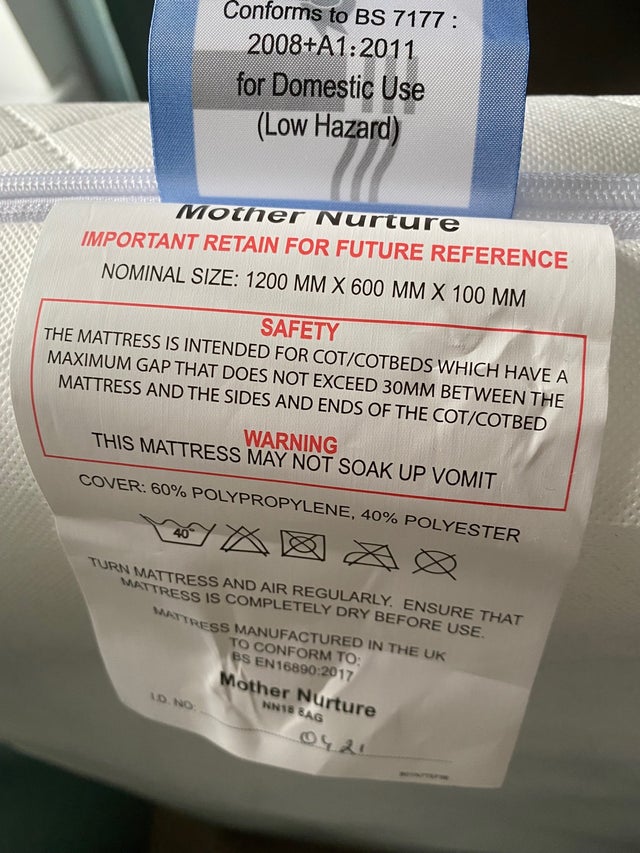 Conforms to BS 7177 :
2008+A1:2011
for Domestic Use
(Low Hazard)
Mother Nurture
IMPORTANT RETAIN FOR FUTURE REFERENCE
NOMINAL SIZE: 1200 MM X 600 MM X 100 MM
SAFETY
THE MATTRESS IS INTENDED FOR COT/COTBEDS WHICH HAVE A
MAXIMUM GAP THAT DOES NOT EXCEED 30MM BETWEEN THE
MATTRESS AND THE SIDES AND ENDS OF THE COT/COTBED
WARNING
THIS MATTRESS MAY NOT SOAK UP VOMIT
COVER: 60% POLYPROPYLENE, 40% POLYESTER
40°
TURN MATTRESS AND AIR REGULARLY. ENSURE THAT
MATTRESS IS COMPLETELY DRY BEFORE USE.
MATTRESS MANUFACTURED IN THE UK
TO CONFORM TO:
BS EN16890:2017
Mother Nurture
NN18 8AG
I.D. NO.
0421